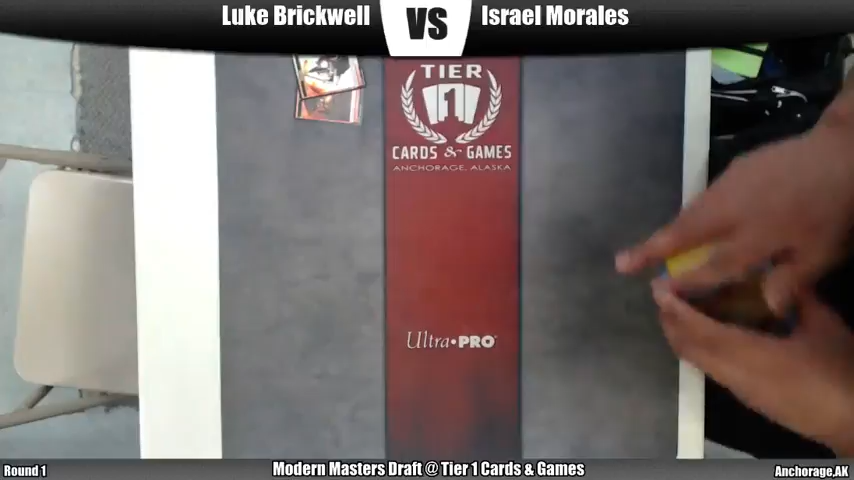 Luke Brickwell VS Israel Morales
TIER
1
CARDS & GAMES
ANCHORAGE, ALASKA
Ultra•PRO
Round 1
Modern Masters Draft @ Tier 1 Cards & Games
Anchorage,AK